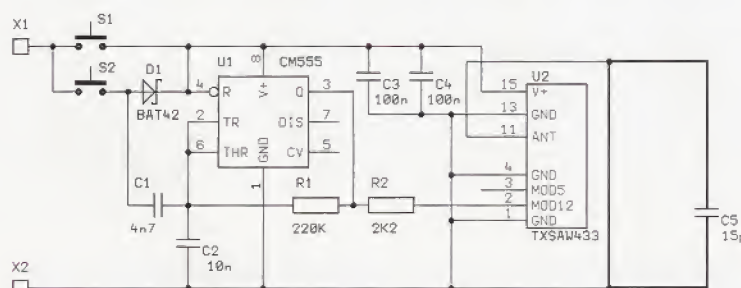 X1
S1
S2
D1
BAT42
U1
CM555
8
V+
4
R
Q
3
2
TR
DIS
7
6
THR
GND
CV
5
1
C1
4n7
C2
10n
R1
220K
R2
2K2
C3
100n
C4
100n
U2
15
V+
13
GND
11
ANT
4
GND
3
MOD5
2
MOD12
1
GND
TXSAW433
C5
X2